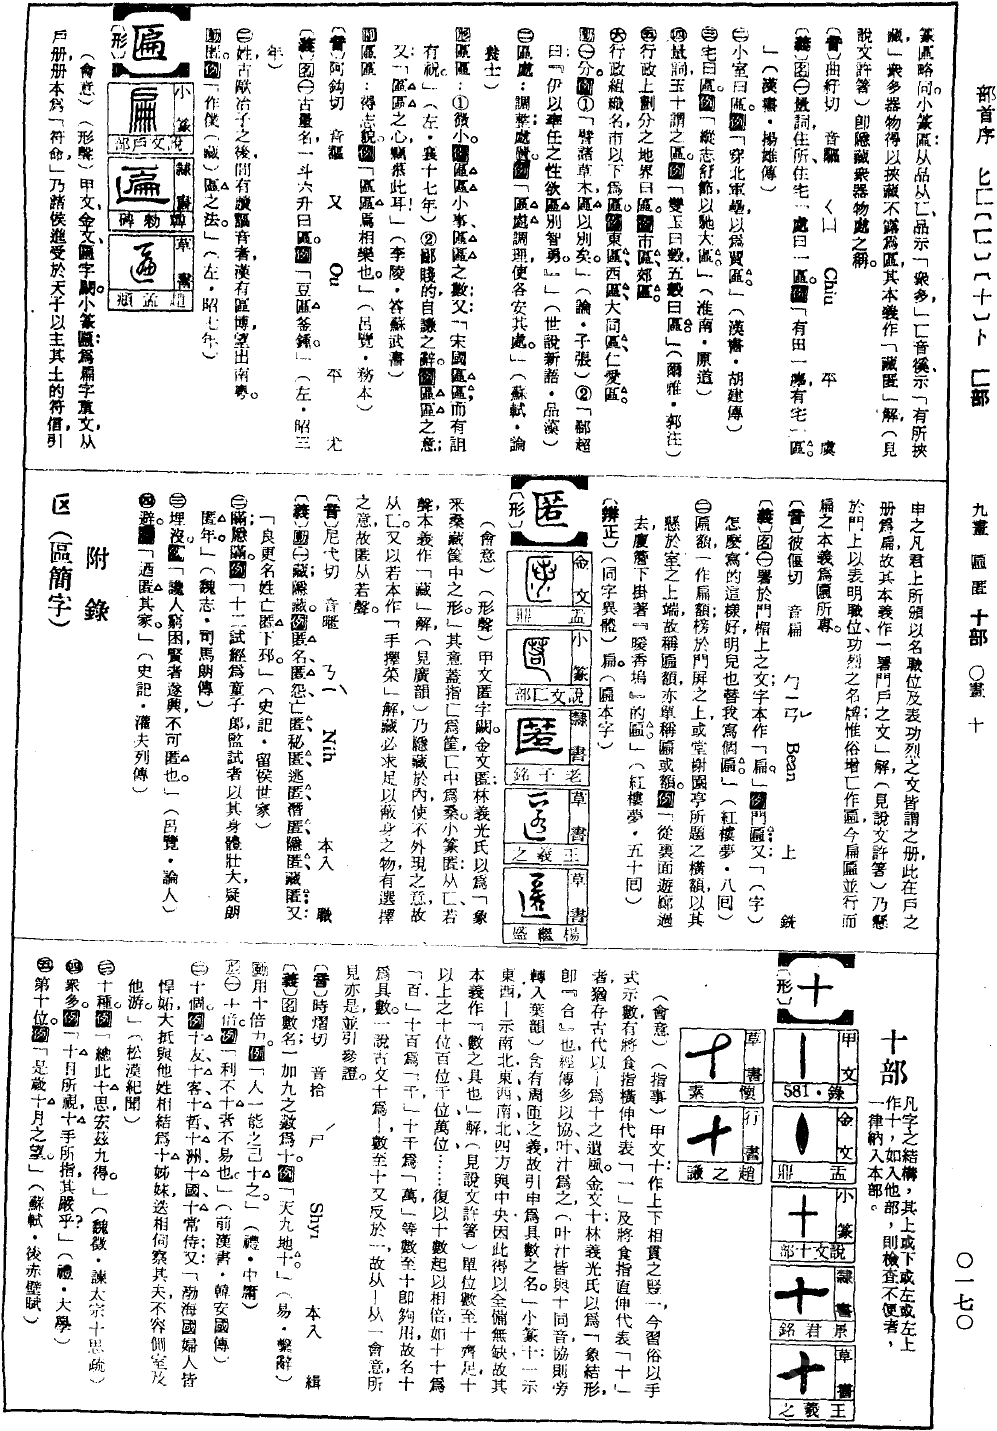 部首序　匕匚匸十卜　匸部
九畫　區匾匿　十部　○畫　十
○一七○
篆區略同小篆區从品从匸品示「衆多」匸音徯示「有所挾
藏」衆多器物得以挾藏不露爲區其本義作「藏匿」解(見
說文許箸)卽隱藏衆器物處之稱。
〔音〕曲紆切　音驅　ㄑㄩ　Chiu　平　虞
〔義〕名㊀量詞住所住宅一處曰一區。例「有田一㕓有宅一區。
」(漢書・揚雄傳)
㊁小室曰區。例「穿北軍壘以爲賈區。」(漢書・胡建傳)
㊂宅曰區。例「縱志舒節以馳大區。」(淮南・原道)
㊃量詞玉十謂之區。例「雙玉曰瑴五瑴曰區。」(爾雅・郭注)
㊄行政上劃分之地界曰區。例市區郊區。
㊅行政組織名市以下爲區。例東區西區大同區仁愛區。
動㊀分。例①「譬諸草木區以別矣。」(論・子張)②「郗超
曰『伊以率任之性欲區別智勇。』」(世說新語・品藻)
㊁區處：調整處置。例「區處調理使各安其處。」(蘇軾・論
養士)
形區區：①微小。例區區小事、區區之數；又「宋國區區而有詛
有祝。」(左・襄十七年)②鄙賤的自謙之辭。例區區之意；
又「區區之心竊慕此耳！」(李陵・答蘇武書)
副區區：得志貌。例「區區焉相樂也。」(呂覽・務本)
〔音〕阿鈎切　音謳　又　Ou　平　尤
〔義〕名㊀古量名一斗六升曰區。例「豆區釜鍾。」(左・昭三
年)
㊁姓古歐冶子之後間有讀謳音者漢有區博望出南粵。
動匿。例「作僕(藏)區之法。」(左・昭七年)
匾
〔形〕
小篆　說文戶部
隸書　韓勑碑
草書　趙孟頫
(會意)(形聲)甲文金文匾字闕小篆匾爲扁字重文从
戶册册本爲「符命」乃諸侯進受於天子以主其土的符信引
申之凡君上所頒以名職位及表功烈之文皆謂之册此在戶之
册爲扁故其本義作「署門戶之文」解(見說文許箸)乃懸
於門上以表明職位功烈之名牌惟俗增匸作匾今扁匾並行而
扁之本義爲匾所專。
〔音〕彼偃切　音扁　ㄅㄧㄢˇ　Bean　上　銑
〔義〕名㊀署於門楣上之文字本作「扁。」例門匾；又「(字)
怎麼寫的這樣好明兒也替我寫個匾。」(紅樓夢・八回)
㊁匾額一作扁額榜於門屏之上或堂榭園亭所題之橫額以其
懸於室之上端故稱匾額亦單稱匾或額。例「從裏面遊廊過
去廈簷下掛著『暖香塢』的匾」(紅樓夢・五十回)
〔辨正〕(同字異體)扁。(匾本字)
匿
〔形〕
金文　盂鼎
小篆　說文匸部
隸書　老子銘
草書　王羲之
草書　楊繼盛
(會意)(形聲)甲文匿字闕金文匿：林義光氏以爲「象
釆桑藏筐中之形。」其意蓋指匸爲筐匸中爲桑小篆匿从匸若
聲本義作「藏」解(見廣韻)乃隱藏於內使不外現之意故
从匸又以若本作「手擇菜」解藏必求足以蔽身之物有選擇
之意故匿从若聲。
〔音〕尼弋切　音暱　ㄋㄧˋ　Nih　本入　職
〔義〕動㊀藏隱藏。例匿名匿怨亡匿祕匿逃匿潛匿隱匿藏匿；又
「良更名姓亡匿下邳。」(史記・留侯世家)
㊁瞞隱瞞。例「十二試經爲童子郎監試者以其身體壯大疑朗
匿年。」(魏志・司馬朗傳)
㊂埋沒。例「讒人窮困賢者遂興不可匿也。」(呂覽・論人)
㊃避。例「迺匿其家。」(史記・灌夫列傳)
附錄
区(區簡字)
十部　凡字之結構，其上或下或左或左上
作十，如入他部，則檢查不便者，
一律納入本部。
十
〔形〕
甲文　錄・581
金文　盂鼎
小篆　說文十部
隸書　景君銘
草書　王羲之
草書　懷素
行書　趙之謙
(會意)(指事)甲文十作上下相貫之豎一今習俗以手
式示數有將食指橫伸代表「一」及將食指直伸代表「十」
者猶存古代以丨爲十之遺風。金文十林義光氏以爲「象結形，
卽『合』也經傳多以協叶汁爲之(叶汁皆與十同音協則旁
轉入葉韻)含有周匝之義故引申爲具數之名。」小篆十：一示
東西丨示南北東西南北四方與中央因此得以全備無缺故其
本義作「數之具也」解(見說文許箸)單位數至十齊足十
以上之十位百位千位萬位……復以十數起以相倍如十十爲
「百」十百爲「千」十千爲「萬」等數至十卽夠用故名十
爲具數。一說古文十爲丨數至十又反於一故从丨从一會意所
見亦是並引參證。
〔音〕時熠切　音拾　ㄕˊ　Shyr　本入　緝
〔義〕名數名一加九之數爲十。例「天九地十。」(易・繫辭)
動用十倍力。例「人一能之己十之。」(禮・中庸)
形㊀十倍。例「利不十者不易也。」(前漢書・韓安國傳)
㊁十個。例十友十客十哲十洲十國十常侍；又「渤海國婦人皆
悍妬大抵與他姓相結爲十姊妹迭相伺察其夫不容側室及
他游」(松漠紀聞)
㊂十種。例「總此十思宏茲九得。」(魏徵・諫太宗十思疏)
㊃衆多。例「十目所視十手所指其嚴乎？」(禮・大學)
㊄第十位。例「是歲十月之望。」(蘇軾・後赤壁賦)